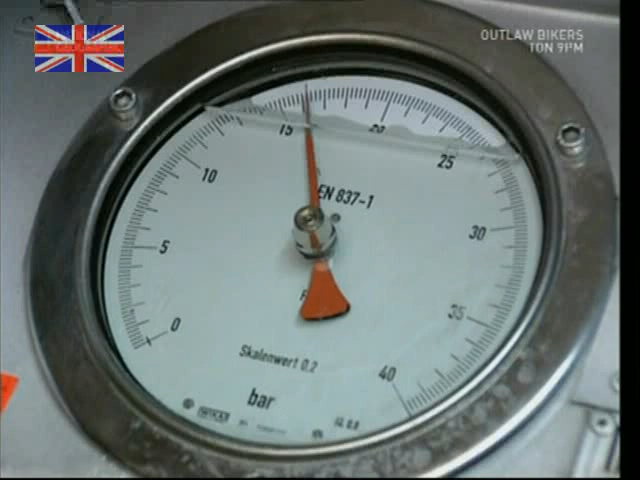 OUTLAW BIKERS
TON 9PM
15
20
10
25
EN 837-1
5
30
0
35
Skalenwert 0,2
40
bar